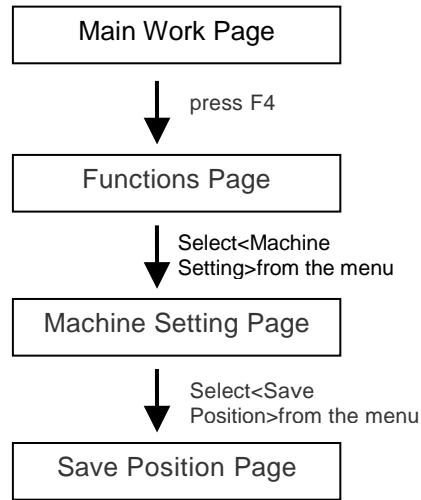 Main Work Page
press F4
Functions Page
Select<Machine
Setting>from the menu
Machine Setting Page
Select<Save
Position>from the menu
Save Position Page